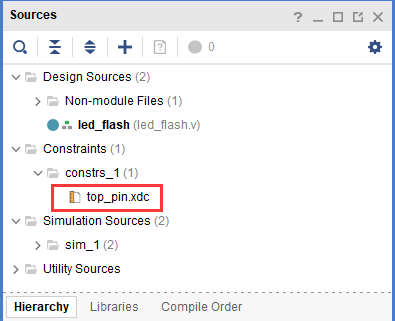 Sources
0
Design Sources (2)
Non-module Files (1)
led_flash (led_flash.v)
Constraints (1)
constrs_1 (1)
top_pin.xdc
Simulation Sources (2)
sim_1 (2)
Utility Sources
Hierarchy Libraries Compile Order